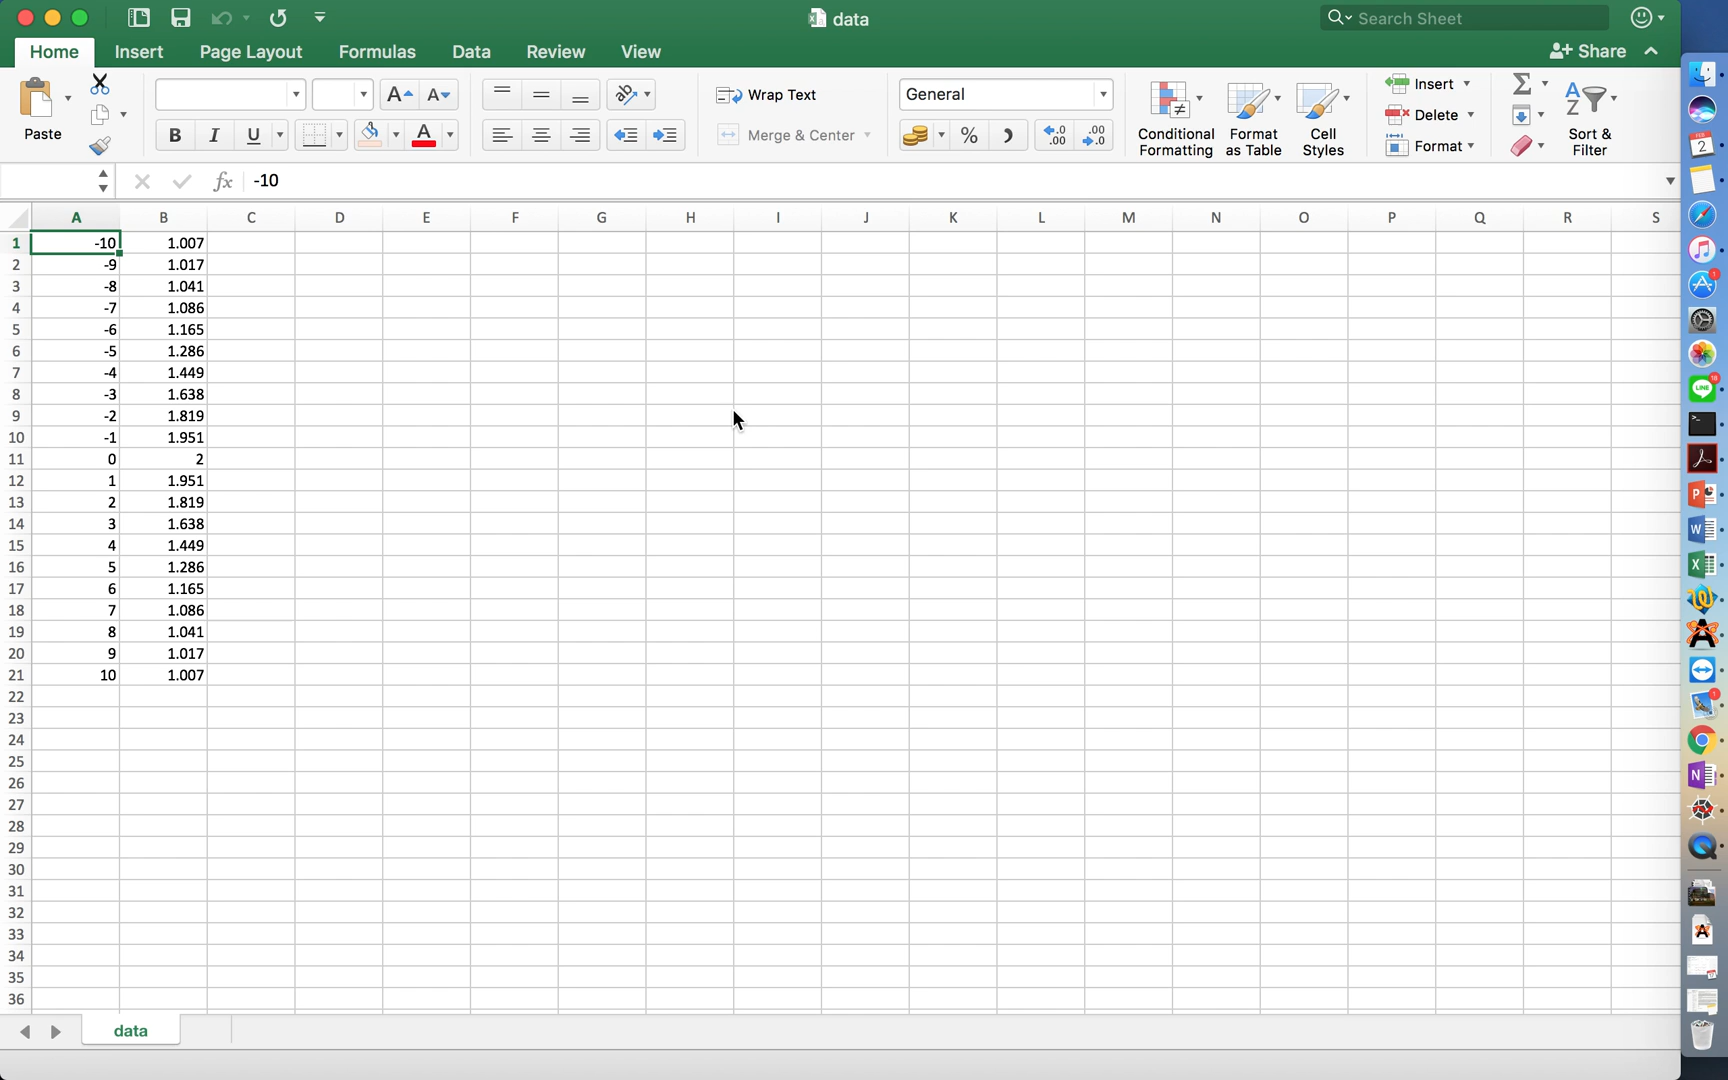 data
Search Sheet
Home Insert Page Layout Formulas Data Review View
Share
Paste
A A
Wrap Text
General
Insert
Delete
Format
B I U A
Merge & Center
%
.0 .00
.00 .0
Conditional Formatting
Format as Table
Cell Styles
Sort & Filter
fx -10
A B C D E F G H I J K L M N O P Q R S
1 -10 1.007
2 -9 1.017
3 -8 1.041
4 -7 1.086
5 -6 1.165
6 -5 1.286
7 -4 1.449
8 -3 1.638
9 -2 1.819
10 -1 1.951
11 0 2
12 1 1.951
13 2 1.819
14 3 1.638
15 4 1.449
16 5 1.286
17 6 1.165
18 7 1.086
19 8 1.041
20 9 1.017
21 10 1.007
22
23
24
25
26
27
28
29
30
31
32
33
34
35
36
data